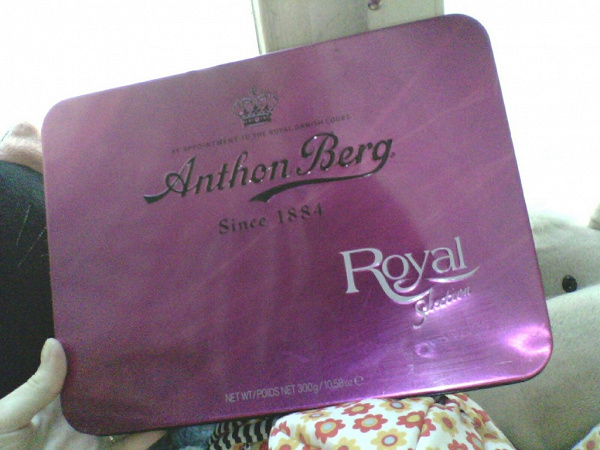 BY APPOINTMENT TO THE ROYAL DANISH COURT
Anthon Berg
Since 1884
Royal
Selection
NET WT/POIDS NET 300g/10,58oz e